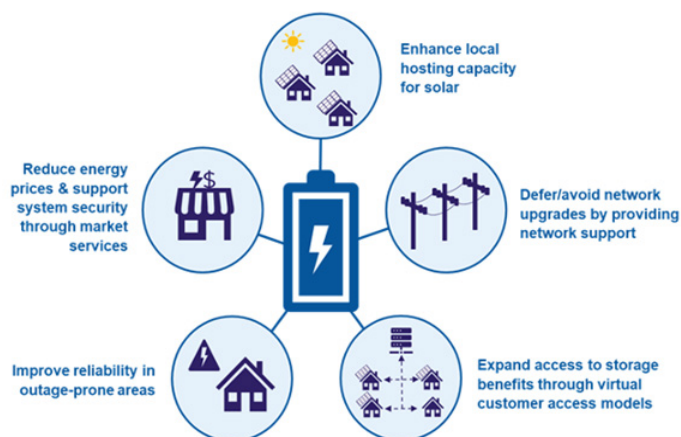 Enhance local
hosting capacity
for solar
Reduce energy
prices & support
system security
through market
services
$
Defer/avoid network
upgrades by providing
network support
Improve reliability in
outage-prone areas
Expand access to storage
benefits through virtual
customer access models